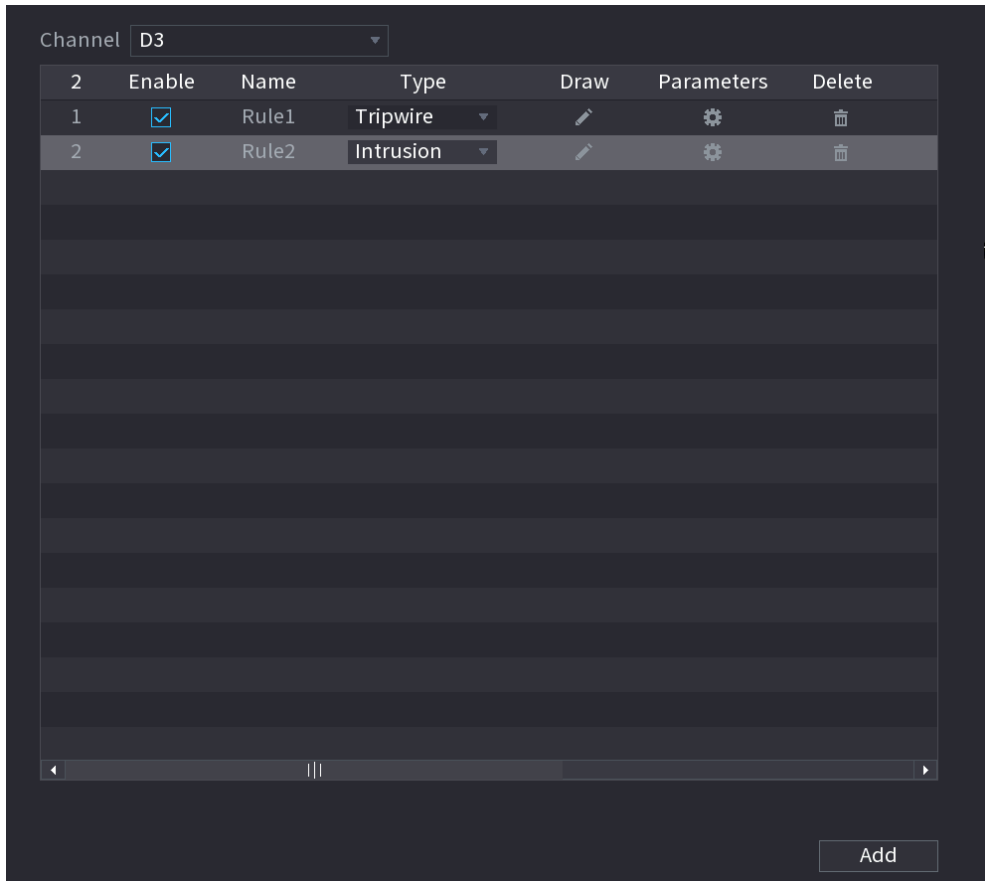 Channel D3
2 Enable Name Type Draw Parameters Delete
1 Rule1 Tripwire
2 Rule2 Intrusion
Add